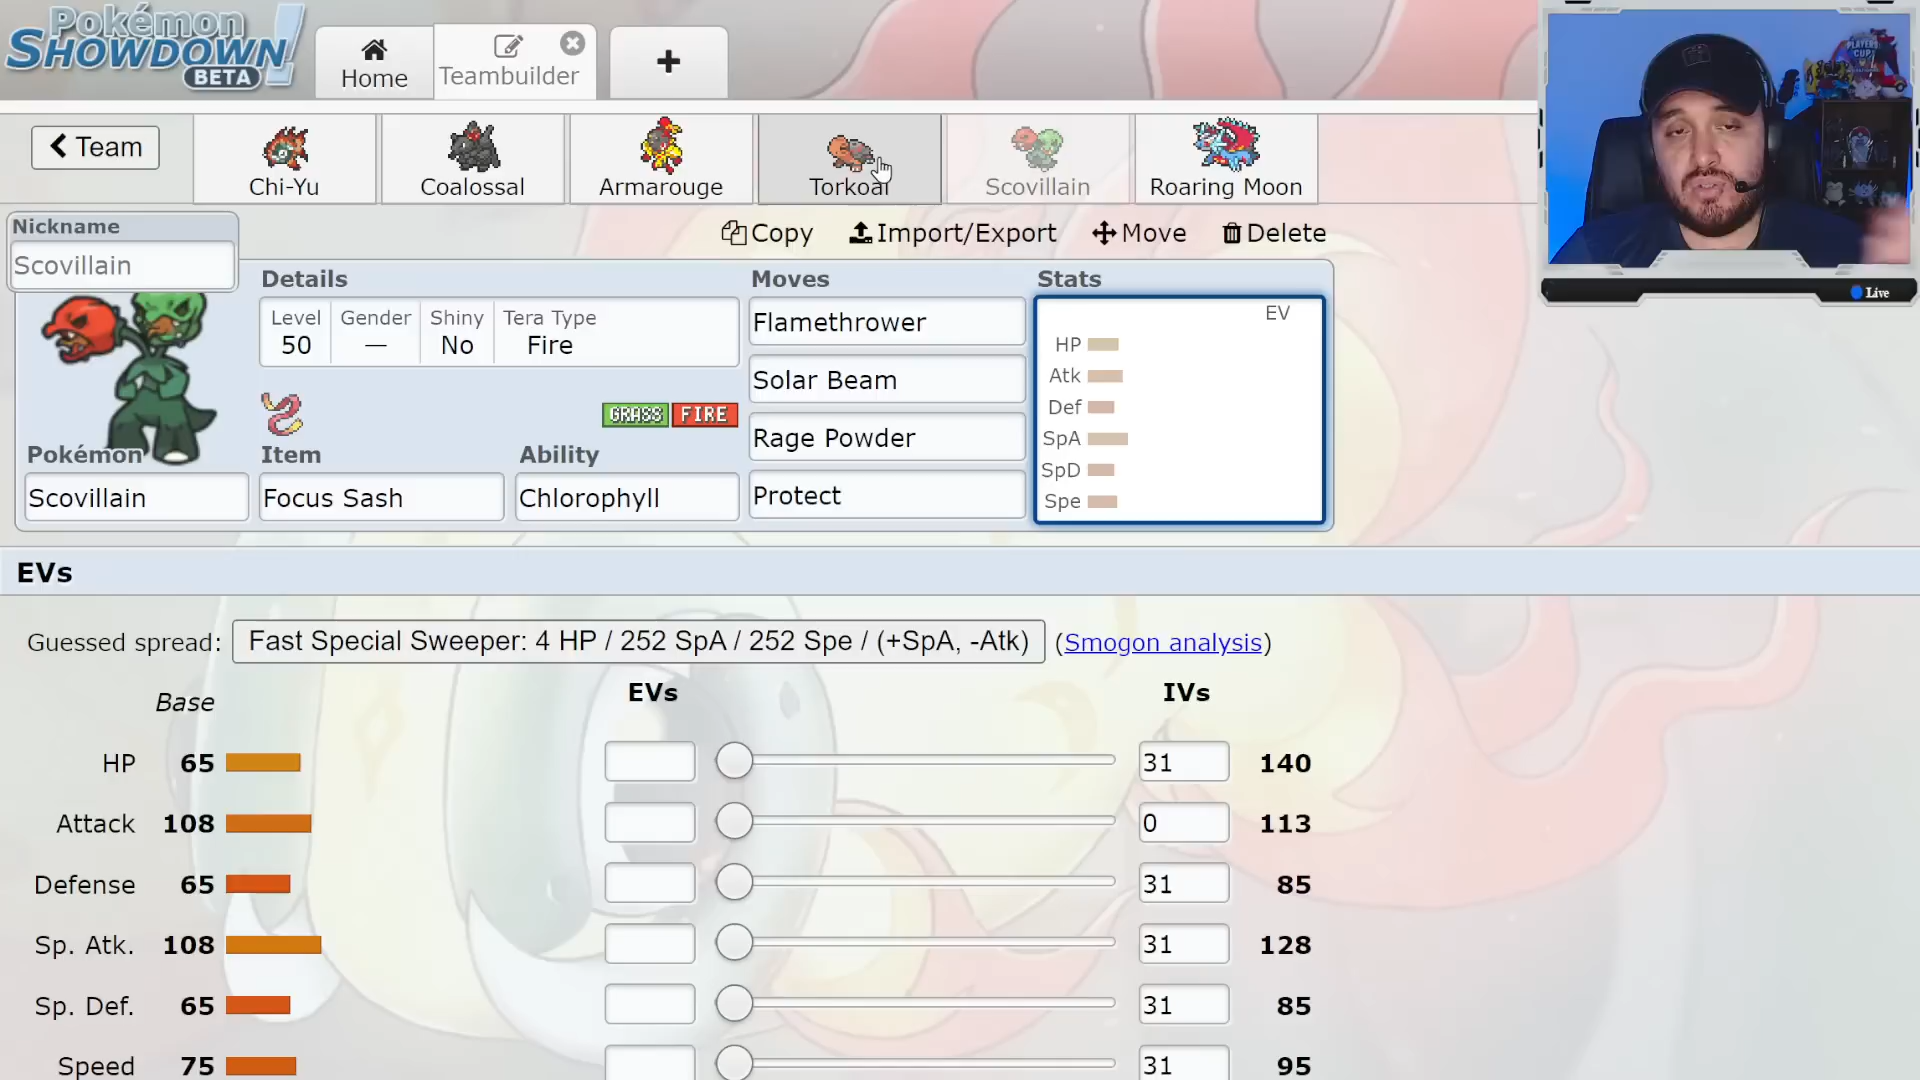 Pokémon
SHOWDOWN!
BETA
Home
Teambuilder
Team
Chi-Yu
Coalossal
Armarouge
Torkoal
Scovillain
Roaring Moon
PLAYERS CUP
Live
Copy
Import/Export
Move
Delete
Nickname
Scovillain
Details
Level
50
Gender
—
Shiny
No
Tera Type
Fire
GRASS
FIRE
Pokémon
Scovillain
Item
Focus Sash
Ability
Chlorophyll
Moves
Flamethrower
Solar Beam
Rage Powder
Protect
Stats
EV
HP
Atk
Def
SpA
SpD
Spe
EVs
Guessed spread: Fast Special Sweeper: 4 HP / 252 SpA / 252 Spe / (+SpA, -Atk) (Smogon analysis)
Base EVs IVs
HP 65 31 140
Attack 108 0 113
Defense 65 31 85
Sp. Atk. 108 31 128
Sp. Def. 65 31 85
Speed 75 31 95